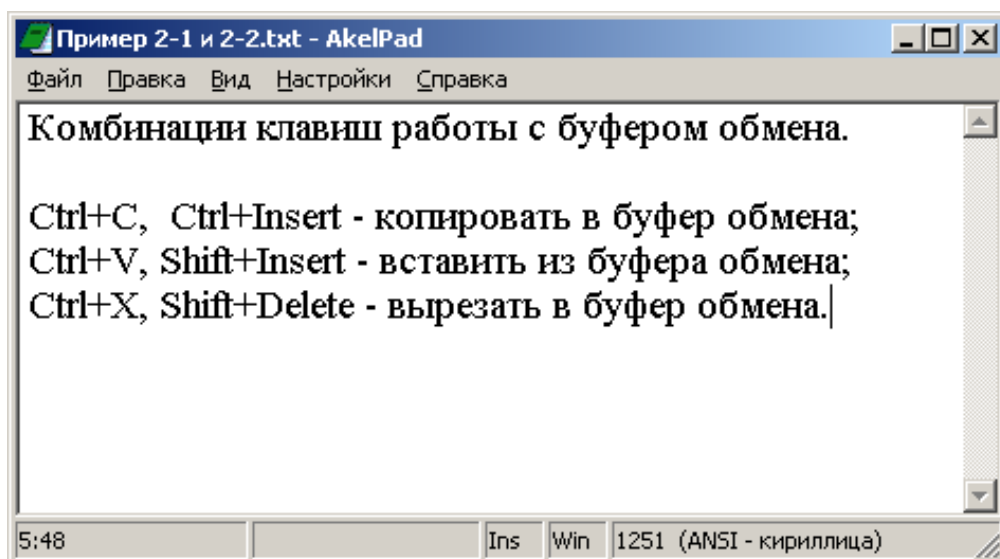 Пример 2-1 и 2-2.txt - AkelPad
Файл Правка Вид Настройки Справка
Комбинации клавиш работы с буфером обмена.
Ctrl+C,  Ctrl+Insert - копировать в буфер обмена;
Ctrl+V, Shift+Insert - вставить из буфера обмена;
Ctrl+X, Shift+Delete - вырезать в буфер обмена.
5:48 Ins Win 1251 (ANSI - кириллица)